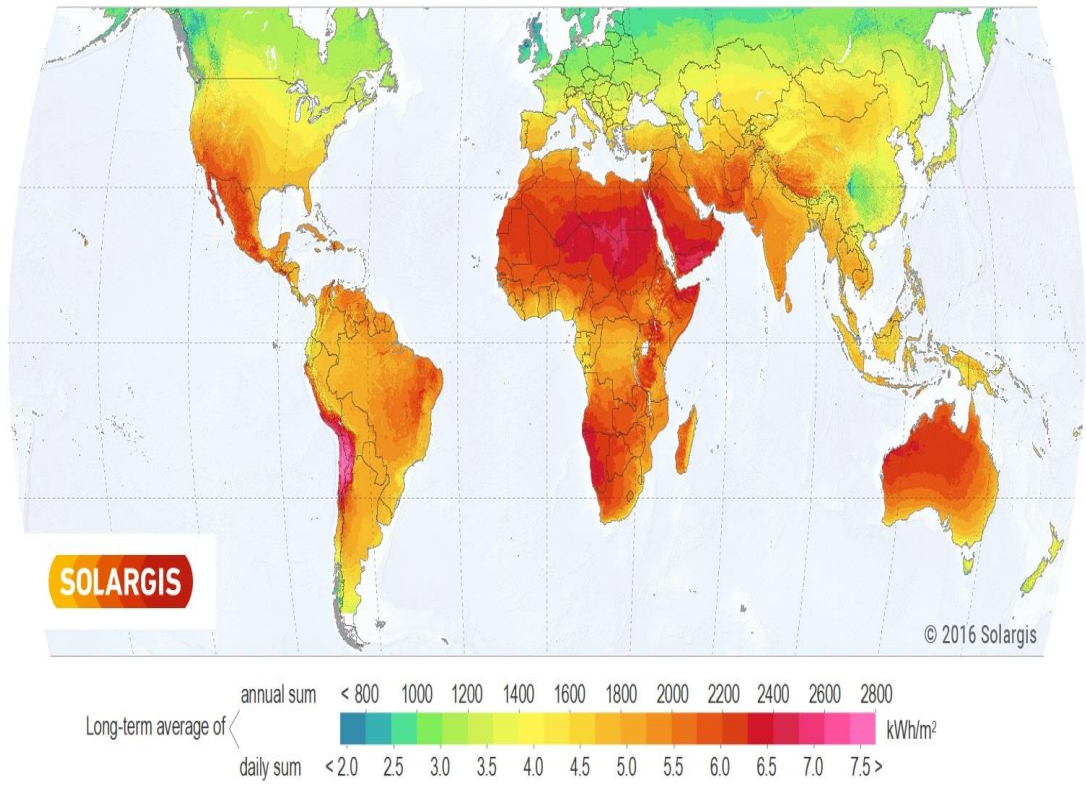 SOLARGIS
© 2016 Solargis
annual sum < 800 1000 1200 1400 1600 1800 2000 2200 2400 2600 2800
Long-term average of kWh/m²
daily sum < 2.0 2.5 3.0 3.5 4.0 4.5 5.0 5.5 6.0 6.5 7.0 7.5 >